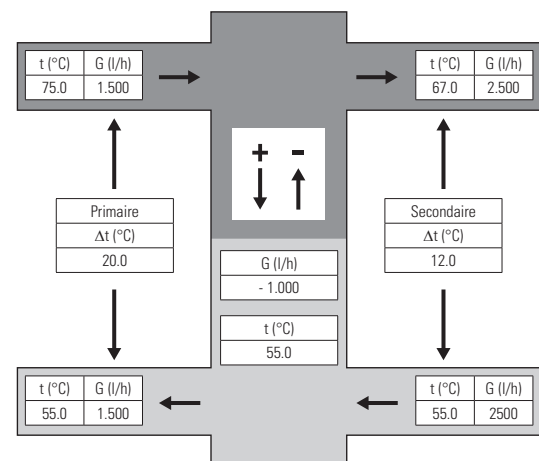 t (°C) G (l/h)
75.0 1.500
t (°C) G (l/h)
67.0 2.500
+ -
Primaire
Δt (°C)
20.0
Secondaire
Δt (°C)
12.0
G (l/h)
- 1.000
t (°C)
55.0
t (°C) G (l/h)
55.0 1.500
t (°C) G (l/h)
55.0 2500